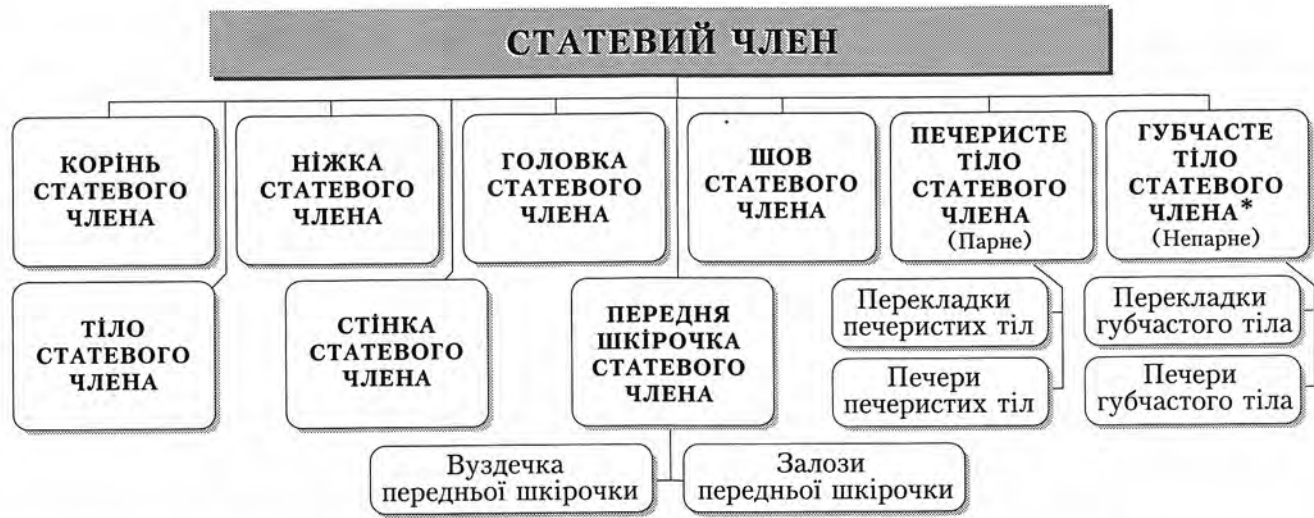 СТАТЕВИЙ ЧЛЕН
КОРІНЬ
СТАТЕВОГО
ЧЛЕНА
НІЖКА
СТАТЕВОГО
ЧЛЕНА
ГОЛОВКА
СТАТЕВОГО
ЧЛЕНА
ШОВ
СТАТЕВОГО
ЧЛЕНА
ПЕЧЕРИСТЕ
ТІЛО
СТАТЕВОГО
ЧЛЕНА
(Парне)
ГУБЧАСТЕ
ТІЛО
СТАТЕВОГО
ЧЛЕНА*
(Непарне)
ТІЛО
СТАТЕВОГО
ЧЛЕНА
СТІНКА
СТАТЕВОГО
ЧЛЕНА
ПЕРЕДНЯ
ШКІРОЧКА
СТАТЕВОГО
ЧЛЕНА
Перекладки
печеристих тіл
Перекладки
губчастого тіла
Печери
печеристих тіл
Печери
губчастого тіла
Вуздечка
передньої шкірочки
Залози
передньої шкірочки